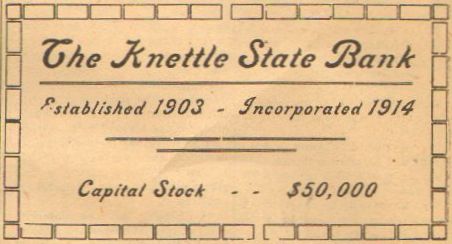 The Knettle State Bank
Established 1903 - Incorporated 1914
Capital Stock - - $50,000